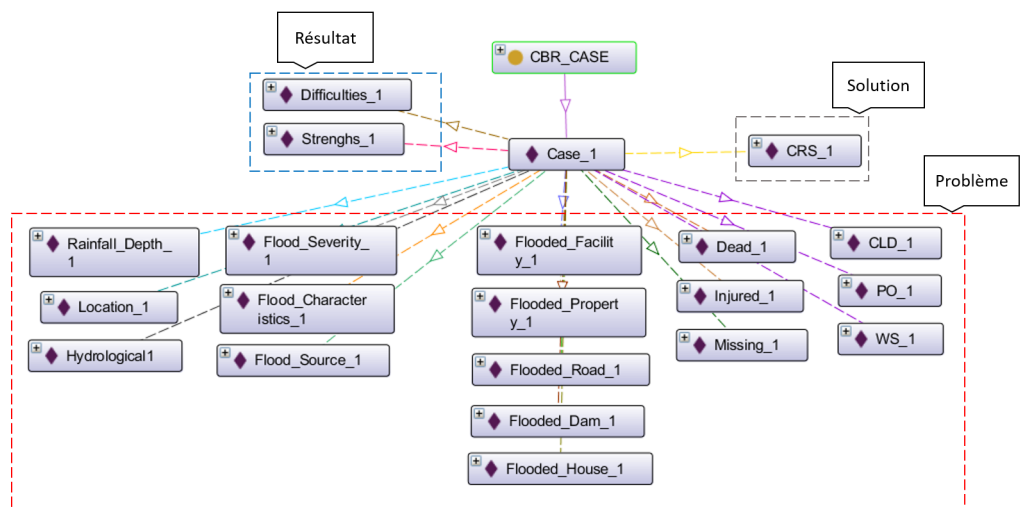 Résultat
CBR_CASE
Solution
Difficulties_1
Strenghs_1
Case_1
CRS_1
Problème
Rainfall_Depth_
1
Flood_Severity_
1
Flooded_Facilit
y_1
Dead_1
CLD_1
Location_1
Flood_Character
istics_1
Flooded_Propert
y_1
Injured_1
PO_1
Hydrological1
Flood_Source_1
Flooded_Road_1
Missing_1
WS_1
Flooded_Dam_1
Flooded_House_1